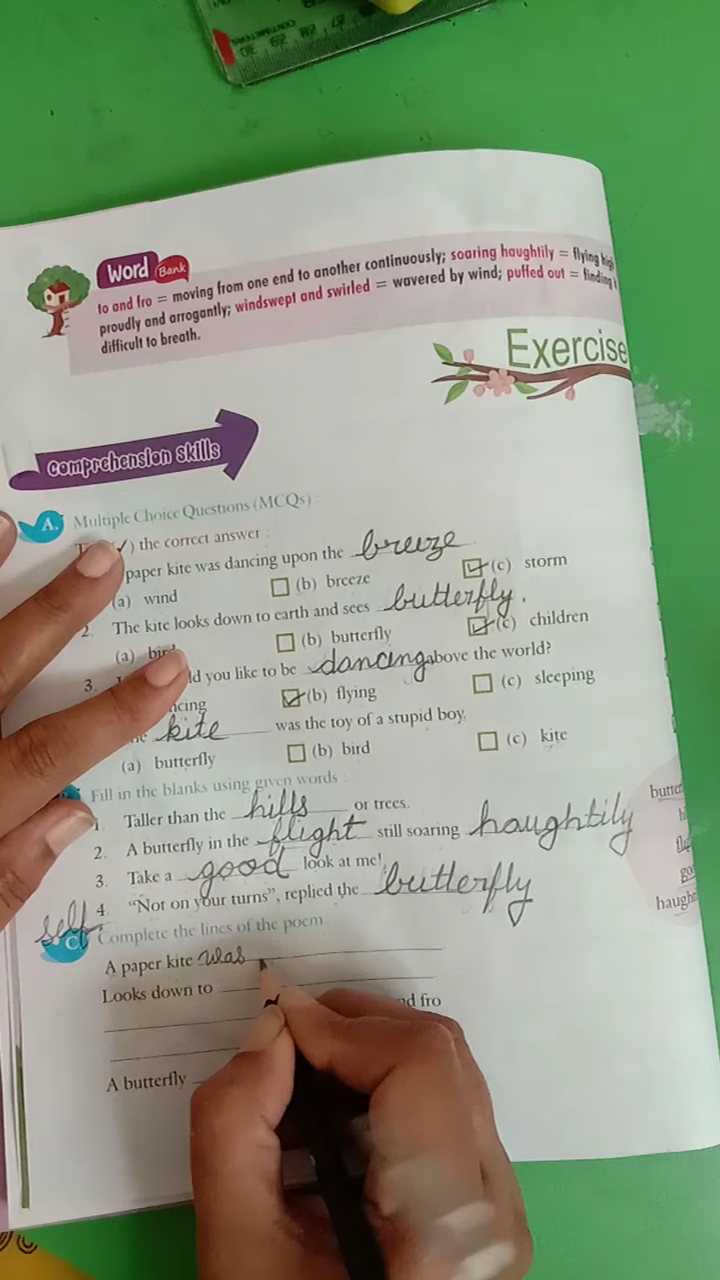 CENTIMETERS 27 28 29 30
Word Bank
to and fro = moving from one end to another continuously; soaring haughtily = flying
proudly and arrogantly; windswept and swirled = wavered by wind; puffed out = finding
difficult to breath.
Exercise
Comprehension Skills
A. Multiple Choice Questions (MCQs)
(✓) the correct answer :
paper kite was dancing upon the breeze
(a) wind (b) breeze (c) storm
2. The kite looks down to earth and sees butterfly.
(a) (b) butterfly (c) children
3. you like to be dancing above the world?
(b) flying (c) sleeping
kite was the toy of a stupid boy.
(a) butterfly (b) bird (c) kite
Fill in the blanks using given words :
1. Taller than the hills or trees.
2. A butterfly in the flight still soaring haughtily
3. Take a good look at me!
4. "Not on your turns", replied the butterfly
self
C. Complete the lines of the poem.
A paper kite was
Looks down to
fro
A butterfly